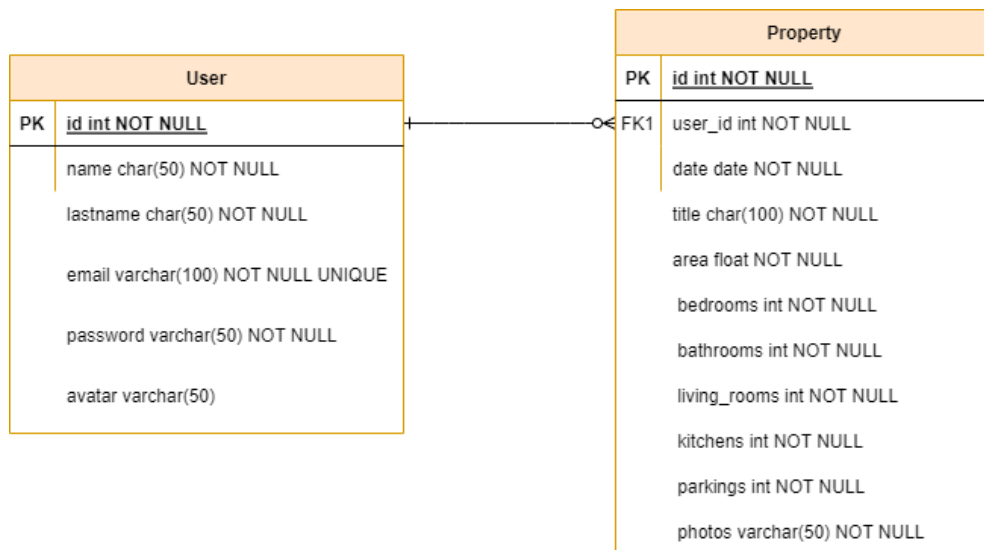 User
PK id int NOT NULL
name char(50) NOT NULL
lastname char(50) NOT NULL
email varchar(100) NOT NULL UNIQUE
password varchar(50) NOT NULL
avatar varchar(50)
Property
PK id int NOT NULL
FK1 user_id int NOT NULL
date date NOT NULL
title char(100) NOT NULL
area float NOT NULL
bedrooms int NOT NULL
bathrooms int NOT NULL
living_rooms int NOT NULL
kitchens int NOT NULL
parkings int NOT NULL
photos varchar(50) NOT NULL